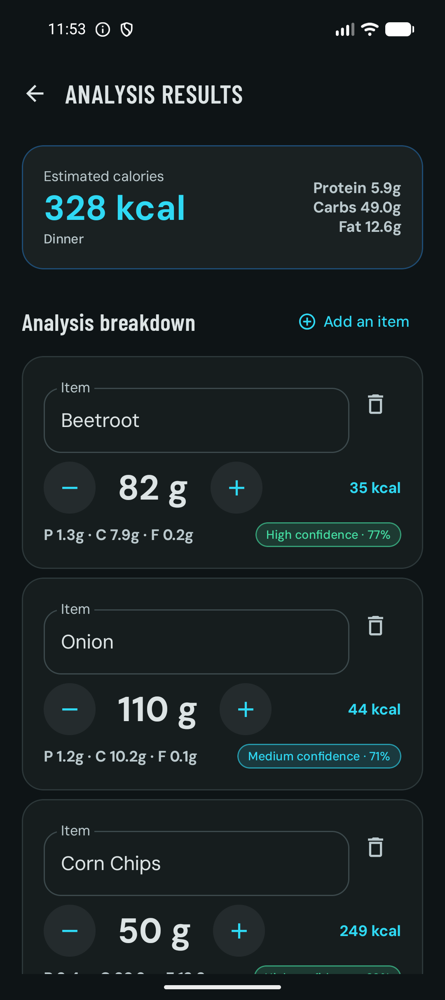 11:53
ANALYSIS RESULTS
Estimated calories
328 kcal
Dinner
Protein 5.9g
Carbs 49.0g
Fat 12.6g
Analysis breakdown
Add an item
Item
Beetroot
82 g
35 kcal
P 1.3g · C 7.9g · F 0.2g
High confidence · 77%
Item
Onion
110 g
44 kcal
P 1.2g · C 10.2g · F 0.1g
Medium confidence · 71%
Item
Corn Chips
50 g
249 kcal